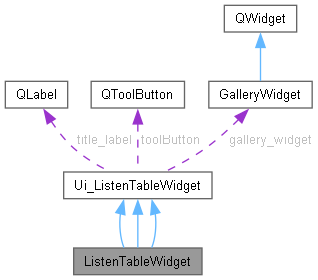 QWidget
QLabel
QToolButton
GalleryWidget
title_label
toolButton
gallery_widget
Ui_ListenTableWidget
ListenTableWidget